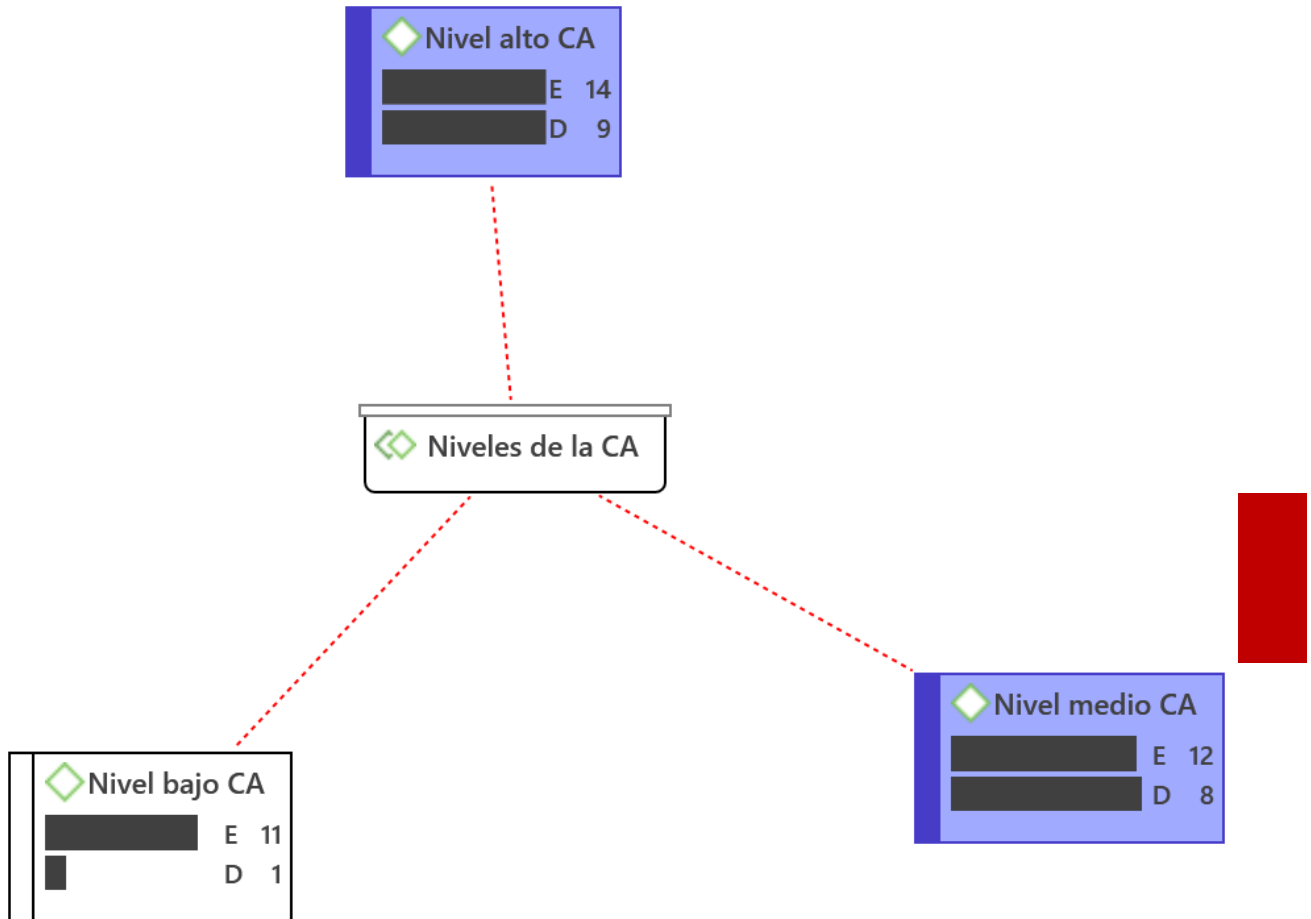 Nivel alto CA
E 14
D 9
Niveles de la CA
Nivel medio CA
E 12
D 8
Nivel bajo CA
E 11
D 1